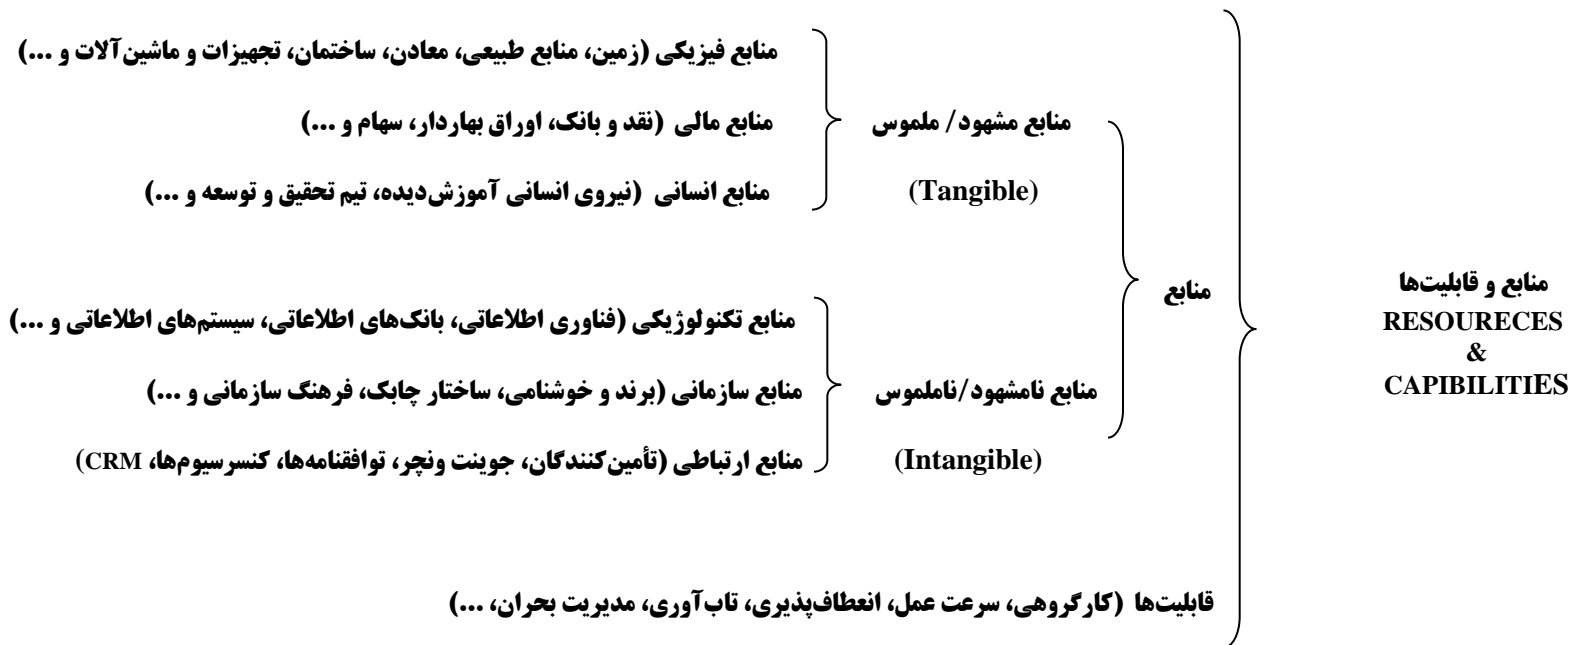 منابع فیزیکی (زمین، منابع طبیعی، معادن، ساختمان، تجهیزات و ماشین‌آلات و ...)
منابع مشهود/ ملموس
منابع مالی (نقد و بانک، اوراق بهاردار، سهام و ...)
(Tangible)
منابع انسانی (نیروی انسانی آموزش‌دیده، تیم تحقیق و توسعه و ...)
منابع و قابلیت‌ها
RESOURECES
&
CAPIBILITIES
منابع
منابع تکنولوژیکی (فناوری اطلاعاتی، بانک‌های اطلاعاتی، سیستم‌های اطلاعاتی و ...)
منابع نامشهود/ناملموس
منابع سازمانی (برند و خوشنامی، ساختار چابک، فرهنگ سازمانی و ...)
(Intangible)
منابع ارتباطی (تأمین‌کنندگان، جوینت ونچر، توافقنامه‌ها، کنسرسیوم‌ها، CRM)
قابلیت‌ها (کارگروهی، سرعت عمل، انعطاف‌پذیری، تاب‌آوری، مدیریت بحران، ...)